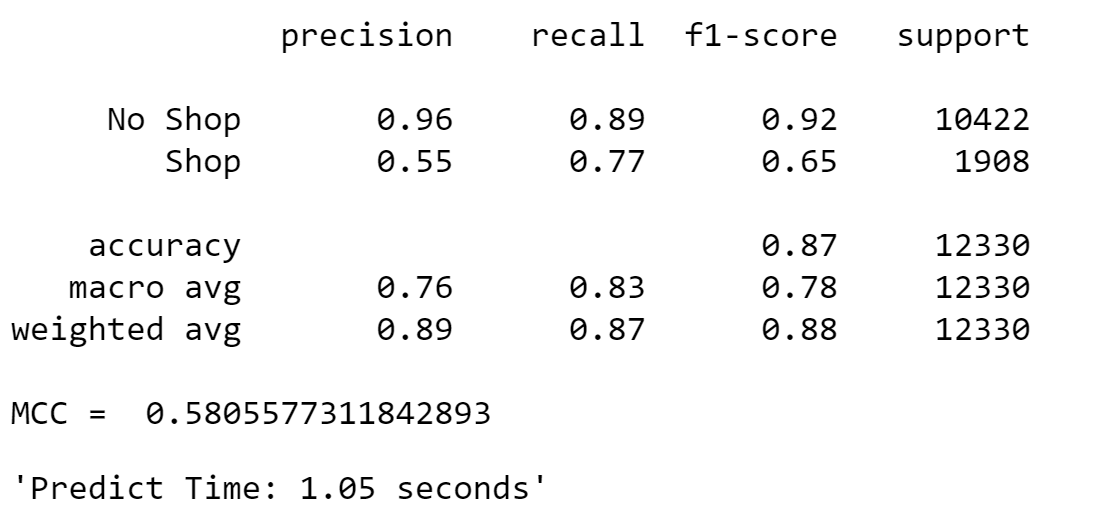 precision recall f1-score support
No Shop 0.96 0.89 0.92 10422
Shop 0.55 0.77 0.65 1908
accuracy 0.87 12330
macro avg 0.76 0.83 0.78 12330
weighted avg 0.89 0.87 0.88 12330
MCC = 0.5805577311842893
'Predict Time: 1.05 seconds'